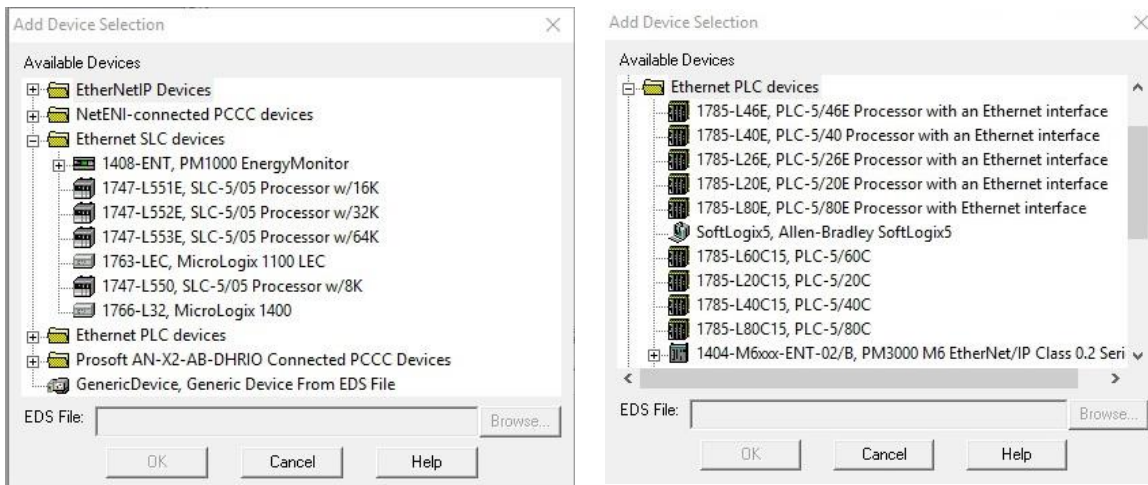 Add Device Selection
Available Devices
EtherNetIP Devices
NetENI-connected PCCC devices
Ethernet SLC devices
1408-ENT, PM1000 EnergyMonitor
1747-L551E, SLC-5/05 Processor w/16K
1747-L552E, SLC-5/05 Processor w/32K
1747-L553E, SLC-5/05 Processor w/64K
1763-LEC, MicroLogix 1100 LEC
1747-L550, SLC-5/05 Processor w/8K
1766-L32, MicroLogix 1400
Ethernet PLC devices
Prosoft AN-X2-AB-DHRIO Connected PCCC Devices
GenericDevice, Generic Device From EDS File
EDS File:
Browse...
OK
Cancel
Help
Add Device Selection
Available Devices
Ethernet PLC devices
1785-L46E, PLC-5/46E Processor with an Ethernet interface
1785-L40E, PLC-5/40 Processor with an Ethernet interface
1785-L26E, PLC-5/26E Processor with an Ethernet interface
1785-L20E, PLC-5/20E Processor with an Ethernet interface
1785-L80E, PLC-5/80E Processor with Ethernet interface
SoftLogix5, Allen-Bradley SoftLogix5
1785-L60C15, PLC-5/60C
1785-L20C15, PLC-5/20C
1785-L40C15, PLC-5/40C
1785-L80C15, PLC-5/80C
1404-M6xxx-ENT-02/B, PM3000 M6 EtherNet/IP Class 0.2 Seri
EDS File:
Browse...
OK
Cancel
Help